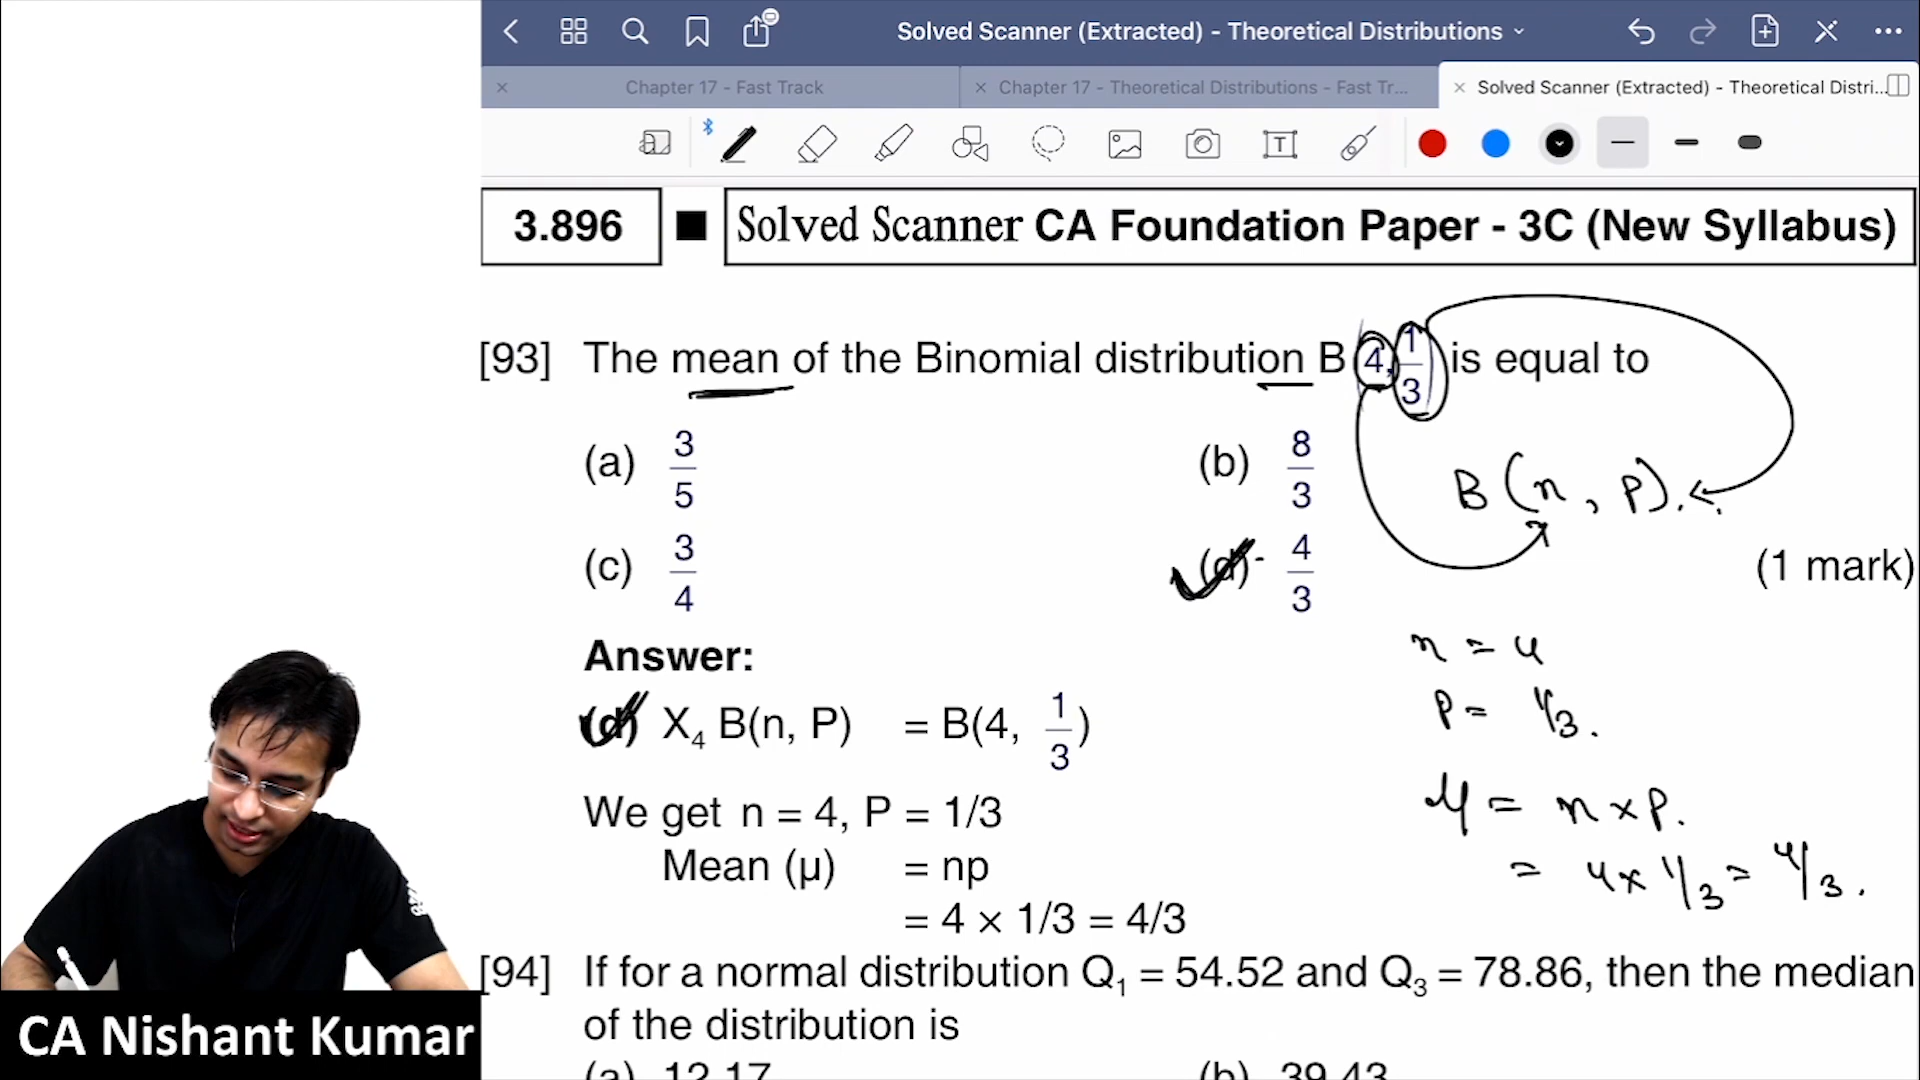 Solved Scanner (Extracted) - Theoretical Distributions
Chapter 17 - Fast Track
Chapter 17 - Theoretical Distributions - Fast Tr...
Solved Scanner (Extracted) - Theoretical Distri...
3.896 ■ Solved Scanner CA Foundation Paper - 3C (New Syllabus)
[93] The mean of the Binomial distribution B (4, 1/3) is equal to
(a) 3/5 (b) 8/3
B (n, p).
(c) 3/4 (d) 4/3 (1 mark)
Answer:
n = 4
(d) X₄ B(n, P) = B(4, 1/3)
P = 1/3.
We get n = 4, P = 1/3
μ = n × p.
Mean (μ) = np
= 4 × 1/3 = 4/3.
= 4 × 1/3 = 4/3
[94] If for a normal distribution Q₁ = 54.52 and Q₃ = 78.86, then the median
of the distribution is
(a) 12.17 (b) 39.43
CA Nishant Kumar